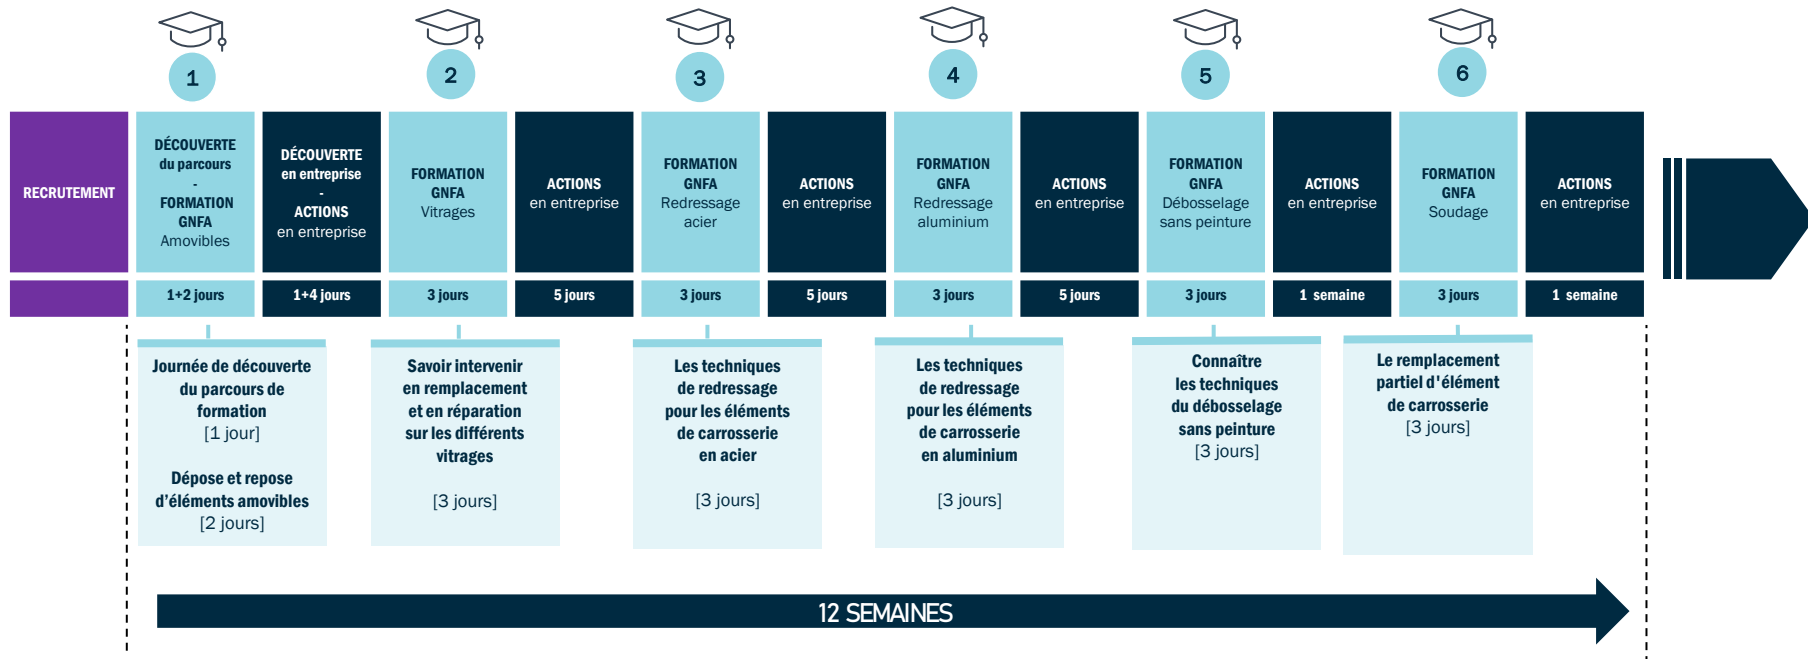 1
2
3
4
5
6
RECRUTEMENT
DÉCOUVERTE
du parcours
-
FORMATION
GNFA
Amovibles
DÉCOUVERTE
en entreprise
-
ACTIONS
en entreprise
FORMATION
GNFA
Vitrages
ACTIONS
en entreprise
FORMATION
GNFA
Redressage
acier
ACTIONS
en entreprise
FORMATION
GNFA
Redressage
aluminium
ACTIONS
en entreprise
FORMATION
GNFA
Débosselage
sans peinture
ACTIONS
en entreprise
FORMATION
GNFA
Soudage
ACTIONS
en entreprise
1+2 jours
1+4 jours
3 jours
5 jours
3 jours
5 jours
3 jours
5 jours
3 jours
1 semaine
3 jours
1 semaine
Journée de découverte
du parcours de
formation
[1 jour]
Dépose et repose
d'éléments amovibles
[2 jours]
Savoir intervenir
en remplacement
et en réparation
sur les différents
vitrages
[3 jours]
Les techniques
de redressage
pour les éléments
de carrosserie
en acier
[3 jours]
Les techniques
de redressage
pour les éléments
de carrosserie
en aluminium
[3 jours]
Connaître
les techniques
du débosselage
sans peinture
[3 jours]
Le remplacement
partiel d'élément
de carrosserie
[3 jours]
12 SEMAINES